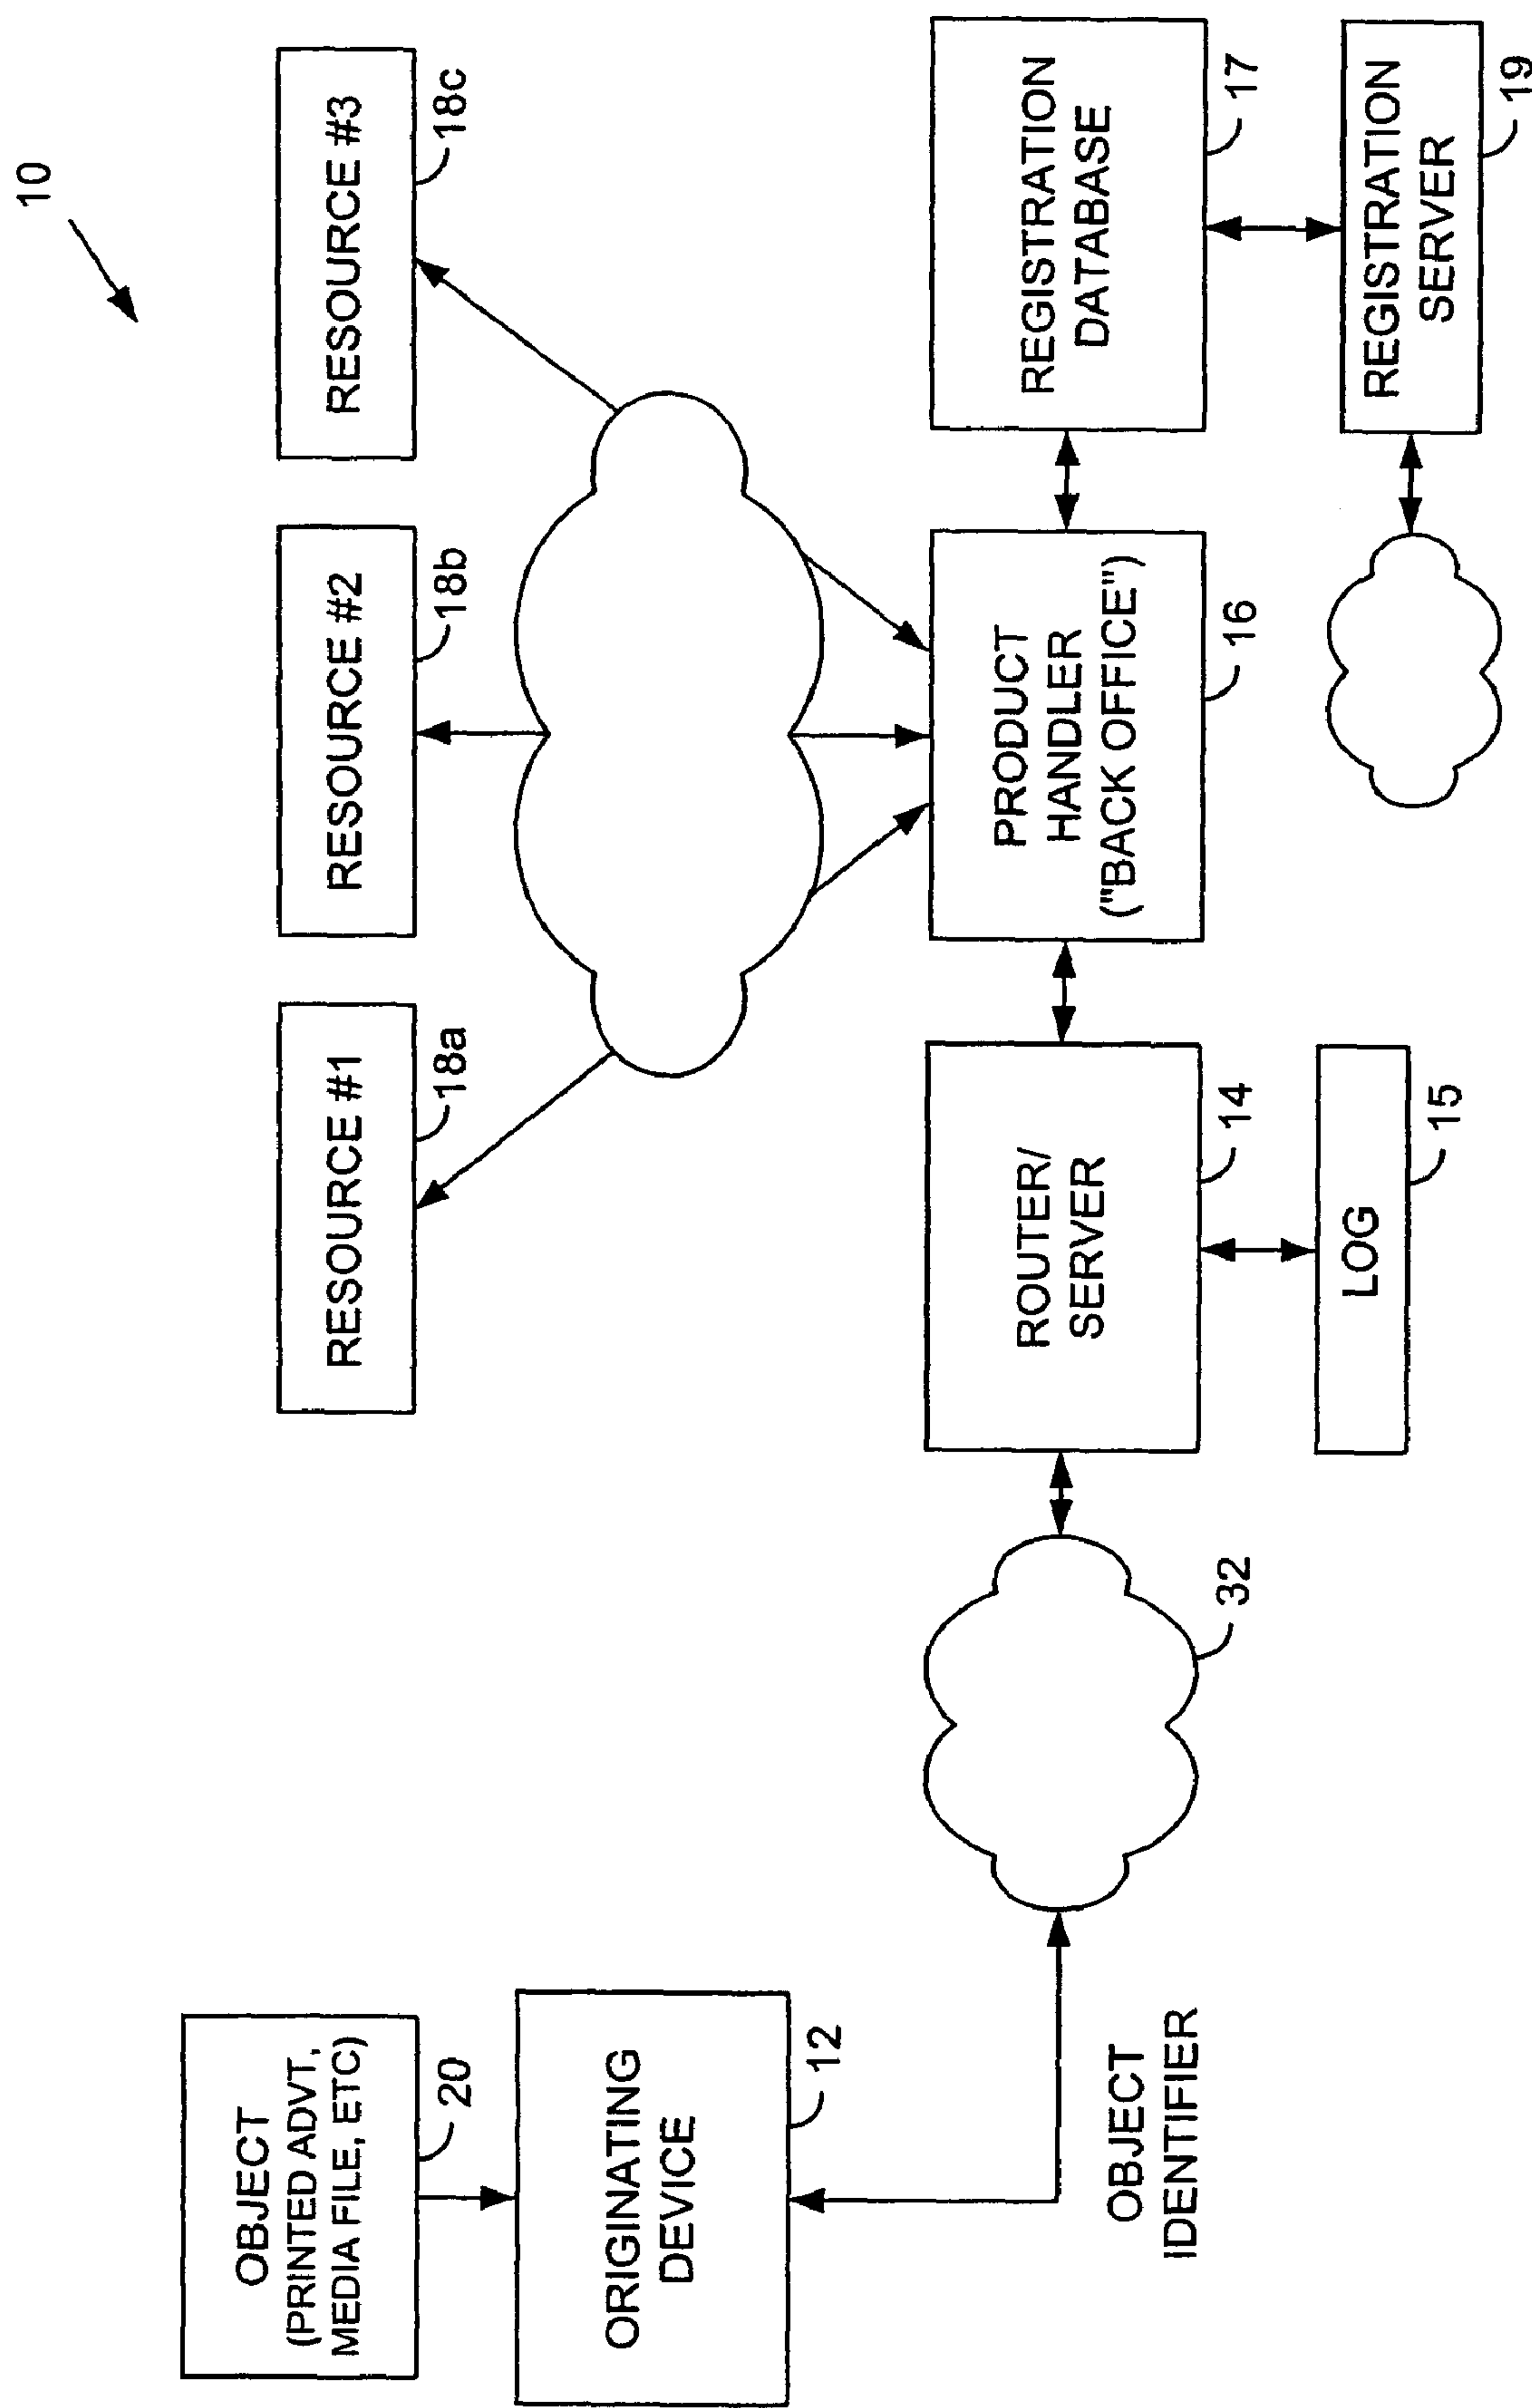 10
OBJECT
(PRINTED ADVT,
MEDIA FILE, ETC)
20
ORIGINATING
DEVICE
12
OBJECT
IDENTIFIER
32
RESOURCE #1
18a
RESOURCE #2
18b
RESOURCE #3
18c
ROUTER/
SERVER
14
LOG
15
PRODUCT
HANDLER
("BACK OFFICE")
16
REGISTRATION
DATABASE
17
REGISTRATION
SERVER
19